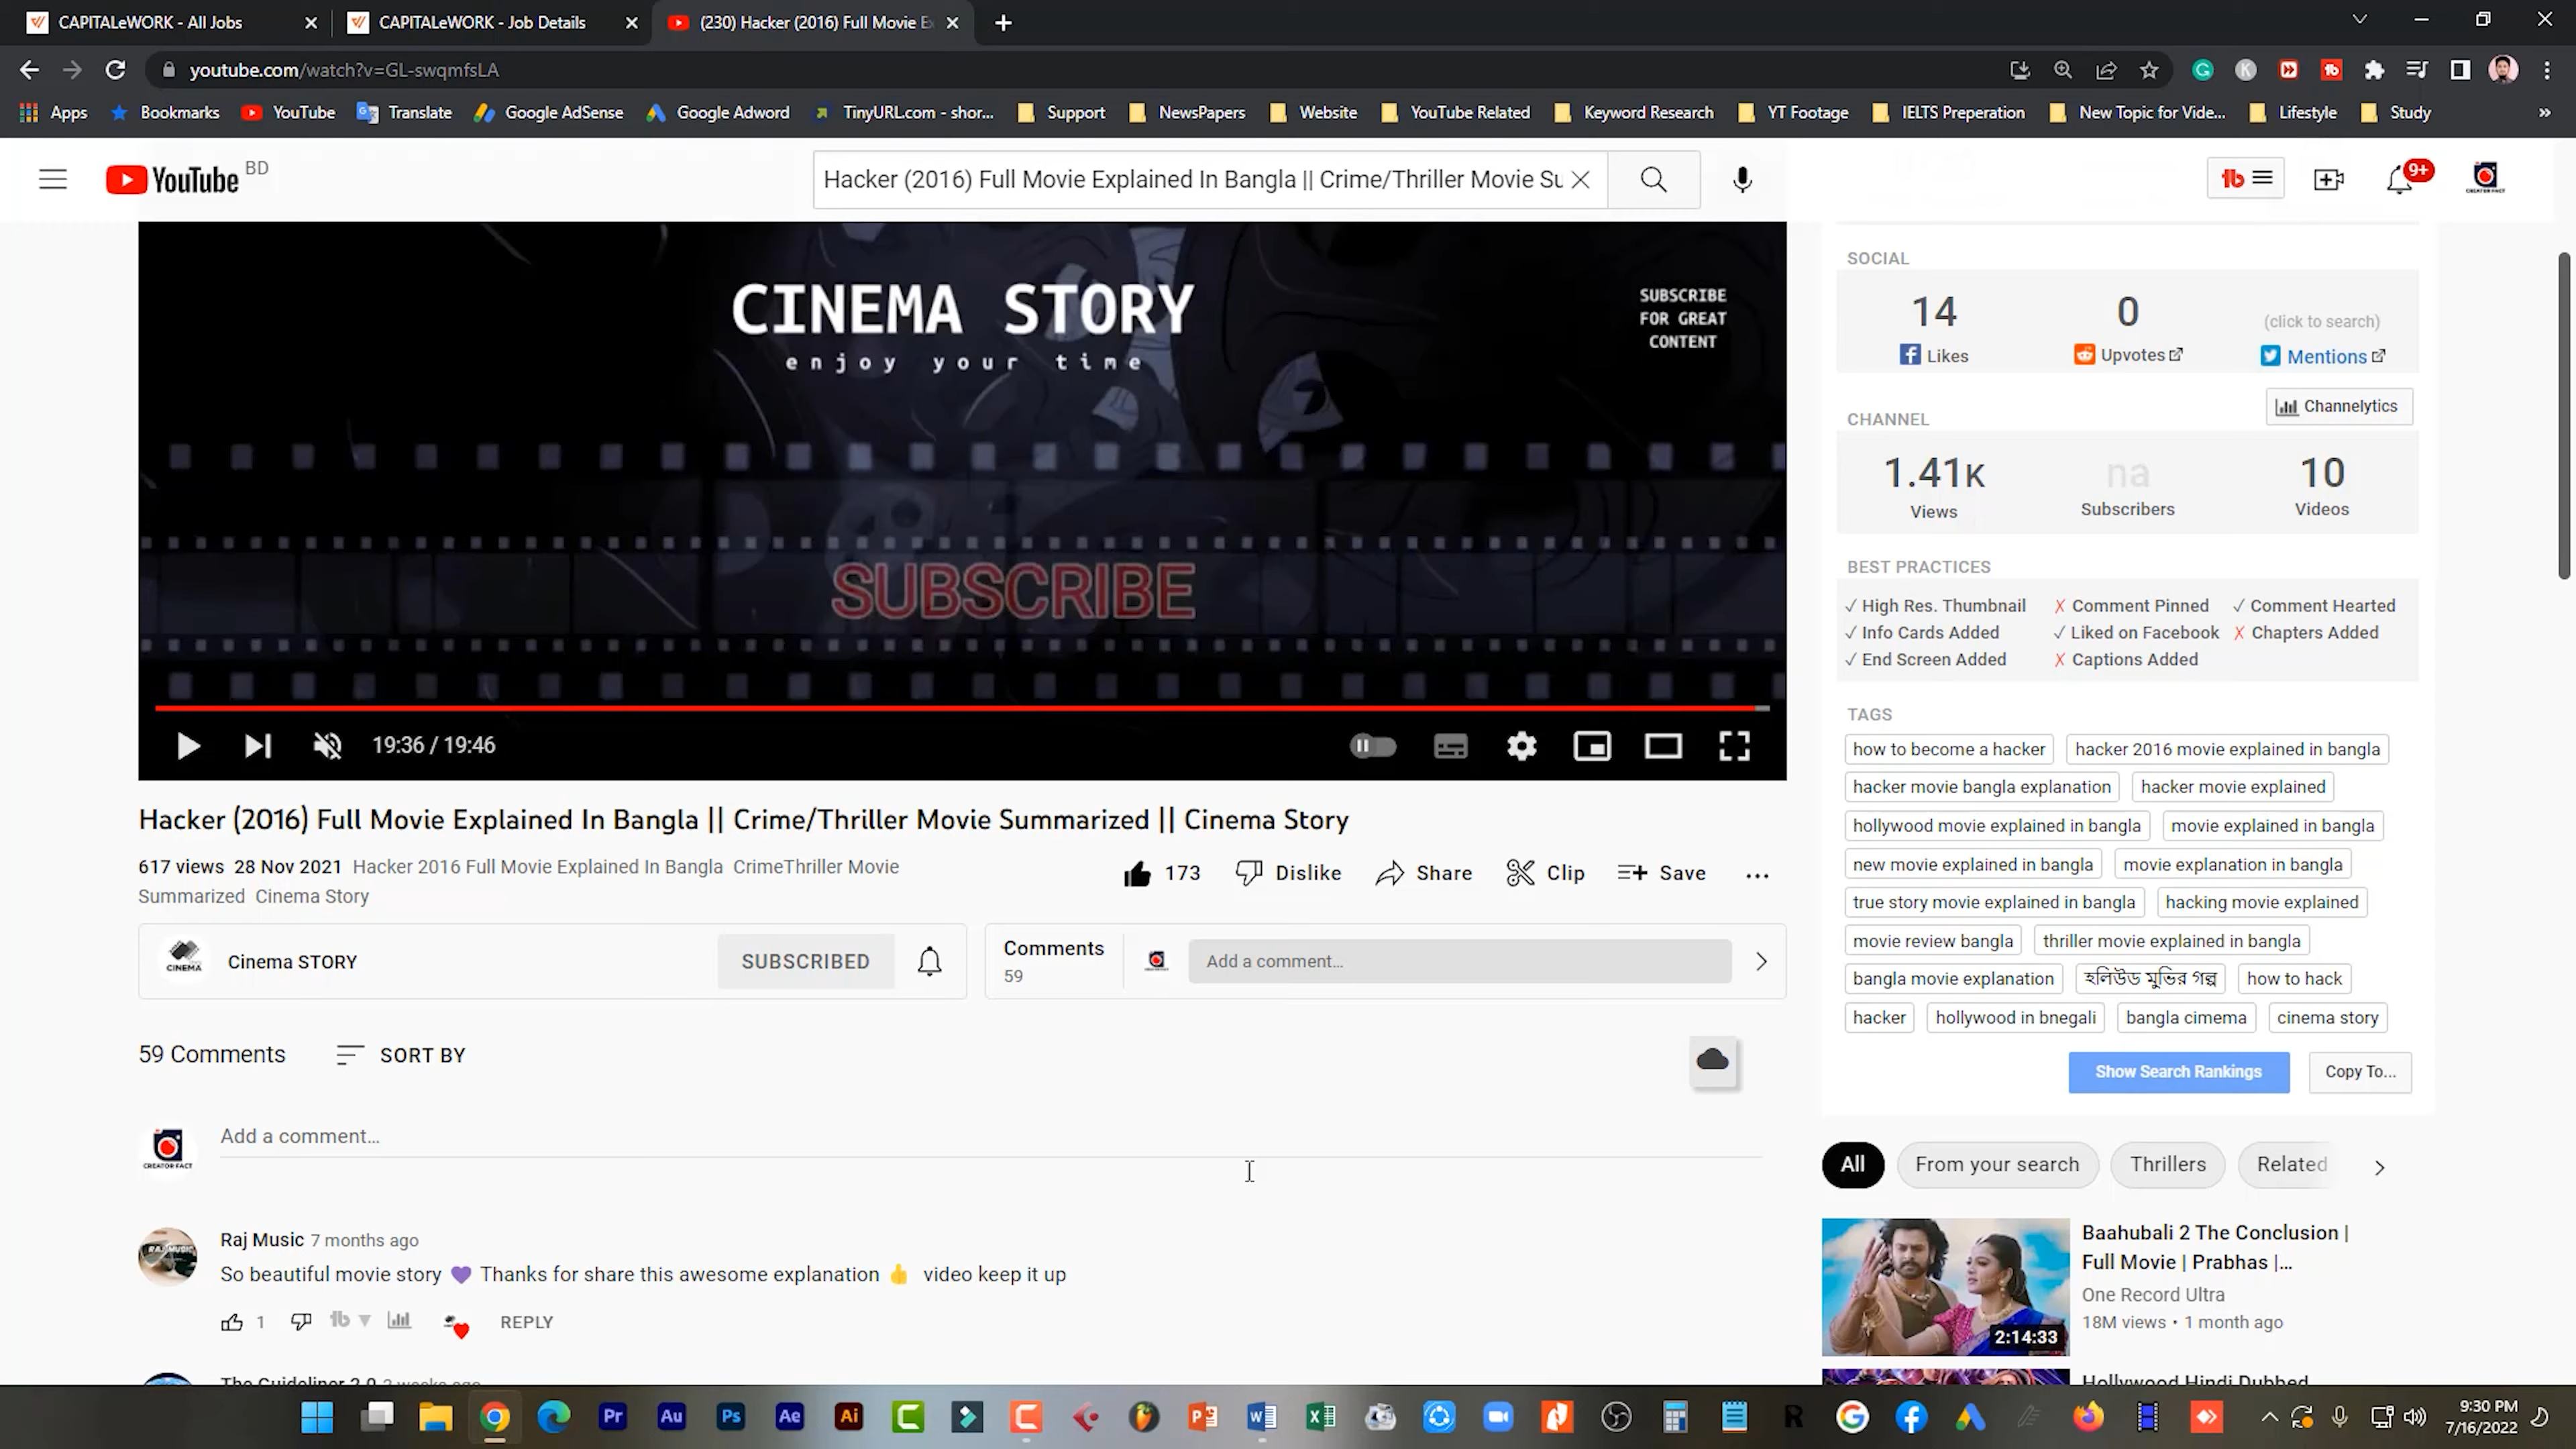 CAPITALeWORK - All Jobs
CAPITALeWORK - Job Details
(230) Hacker (2016) Full Movie E
youtube.com/watch?v=GL-swqmfsLA
Apps
Bookmarks
YouTube
Translate
Google AdSense
Google Adword
TinyURL.com - shor...
Support
NewsPapers
Website
YouTube Related
Keyword Research
YT Footage
IELTS Preperation
New Topic for Vide...
Lifestyle
Study
YouTube BD
Hacker (2016) Full Movie Explained In Bangla || Crime/Thriller Movie Su
9+
CINEMA STORY
enjoy your time
SUBSCRIBE
FOR GREAT
CONTENT
SUBSCRIBE
19:36 / 19:46
Hacker (2016) Full Movie Explained In Bangla || Crime/Thriller Movie Summarized || Cinema Story
617 views 28 Nov 2021 Hacker 2016 Full Movie Explained In Bangla CrimeThriller Movie
Summarized Cinema Story
173
Dislike
Share
Clip
Save
CINEMA
Cinema STORY
SUBSCRIBED
Comments
59
Add a comment...
59 Comments
SORT BY
CREATOR FACT
Add a comment...
Raj Music 7 months ago
So beautiful movie story 💜 Thanks for share this awesome explanation 👍 video keep it up
1
REPLY
The Guideliner 2.0 2 weeks ago
SOCIAL
14
Likes
0
Upvotes
(click to search)
Mentions
CHANNEL
Channelytics
1.41K
Views
na
Subscribers
10
Videos
BEST PRACTICES
✓ High Res. Thumbnail ✗ Comment Pinned ✓ Comment Hearted
✓ Info Cards Added ✓ Liked on Facebook ✗ Chapters Added
✓ End Screen Added ✗ Captions Added
TAGS
how to become a hacker hacker 2016 movie explained in bangla
hacker movie bangla explanation hacker movie explained
hollywood movie explained in bangla movie explained in bangla
new movie explained in bangla movie explanation in bangla
true story movie explained in bangla hacking movie explained
movie review bangla thriller movie explained in bangla
bangla movie explanation হলিউড মুভির গল্প how to hack
hacker hollywood in bnegali bangla cimema cinema story
Show Search Rankings
Copy To...
All
From your search
Thrillers
Related
Baahubali 2 The Conclusion |
Full Movie | Prabhas |...
One Record Ultra
18M views • 1 month ago
2:14:33
Hollywood Hindi Dubbed
9:30 PM
7/16/2022